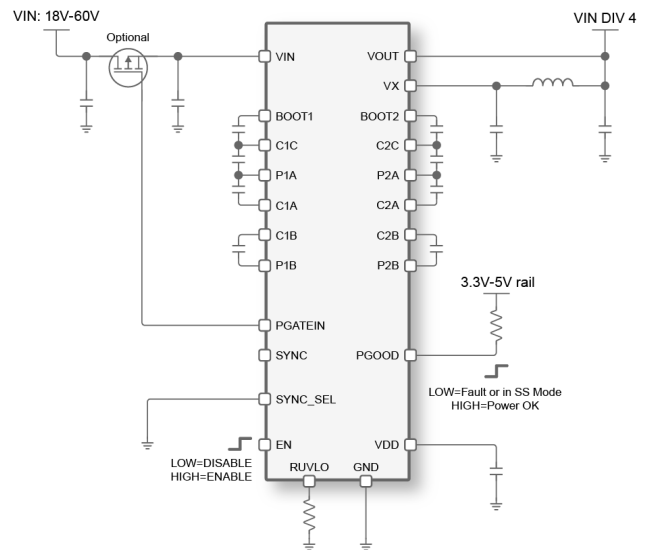 VIN: 18V-60V
VIN DIV 4
Optional
VIN
VOUT
VX
BOOT1
BOOT2
C1C
C2C
P1A
P2A
C1A
C2A
C1B
C2B
P1B
P2B
3.3V-5V rail
PGATEIN
SYNC
PGOOD
LOW=Fault or in SS Mode
HIGH=Power OK
SYNC_SEL
EN
VDD
LOW=DISABLE
HIGH=ENABLE
RUVLO
GND